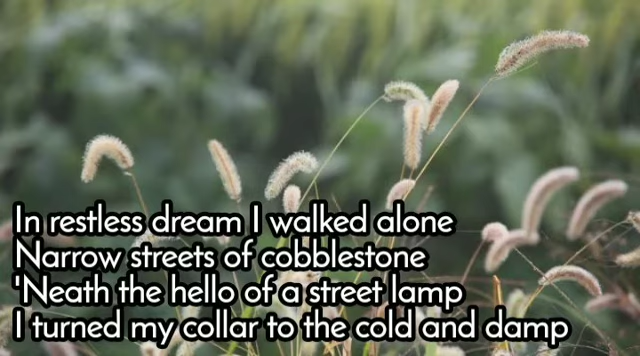 In restless dream I walked alone
Narrow streets of cobblestone
'Neath the hello of a street lamp
I turned my collar to the cold and damp